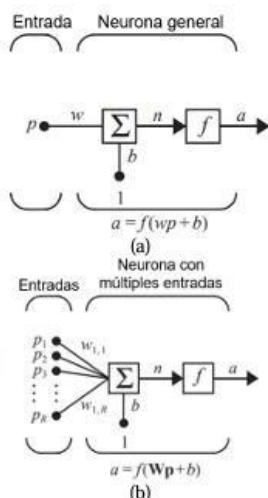 Entrada Neurona general
p w Σ n f a
b
1
a = f(wp + b)
(a)
Entradas Neurona con
múltiples entradas
p1 w1,1
p2
p3
Σ n f a
pR w1,R b
1
a = f(Wp + b)
(b)